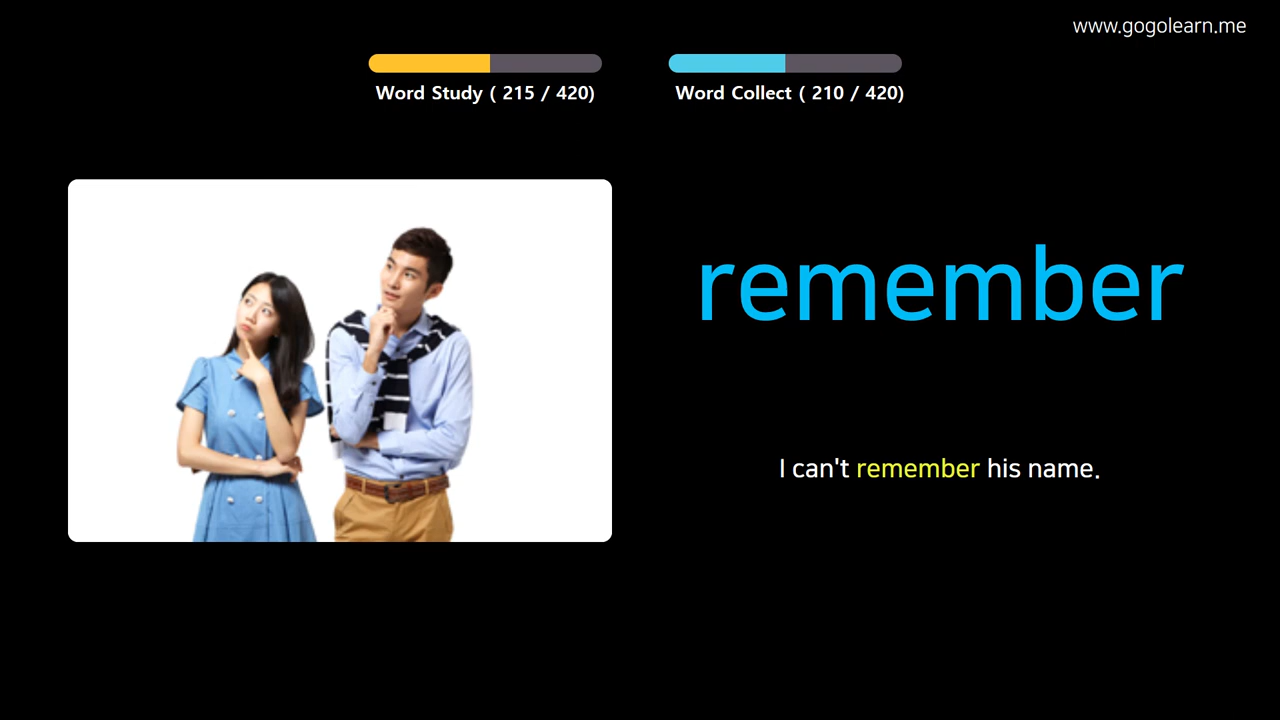 www.gogolearn.me
Word Study ( 215 / 420)
Word Collect ( 210 / 420)
remember
I can't remember his name.